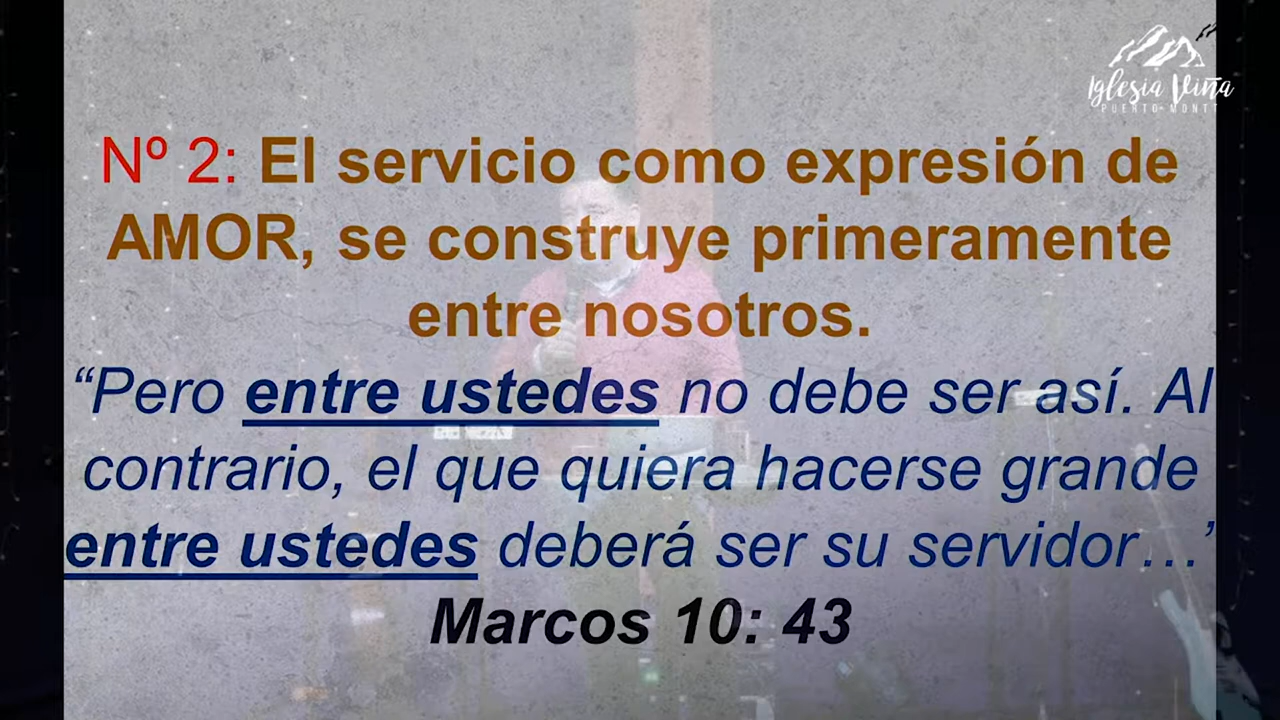 Iglesia Viña
PUERTO MONTT
Nº 2: El servicio como expresión de
AMOR, se construye primeramente
entre nosotros.
“Pero entre ustedes no debe ser así. Al
contrario, el que quiera hacerse grande
entre ustedes deberá ser su servidor…’
Marcos 10: 43